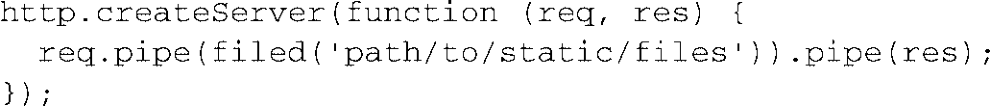 http.createServer(function (req, res) {
  req.pipe(filed('path/to/static/files')).pipe(res);
});